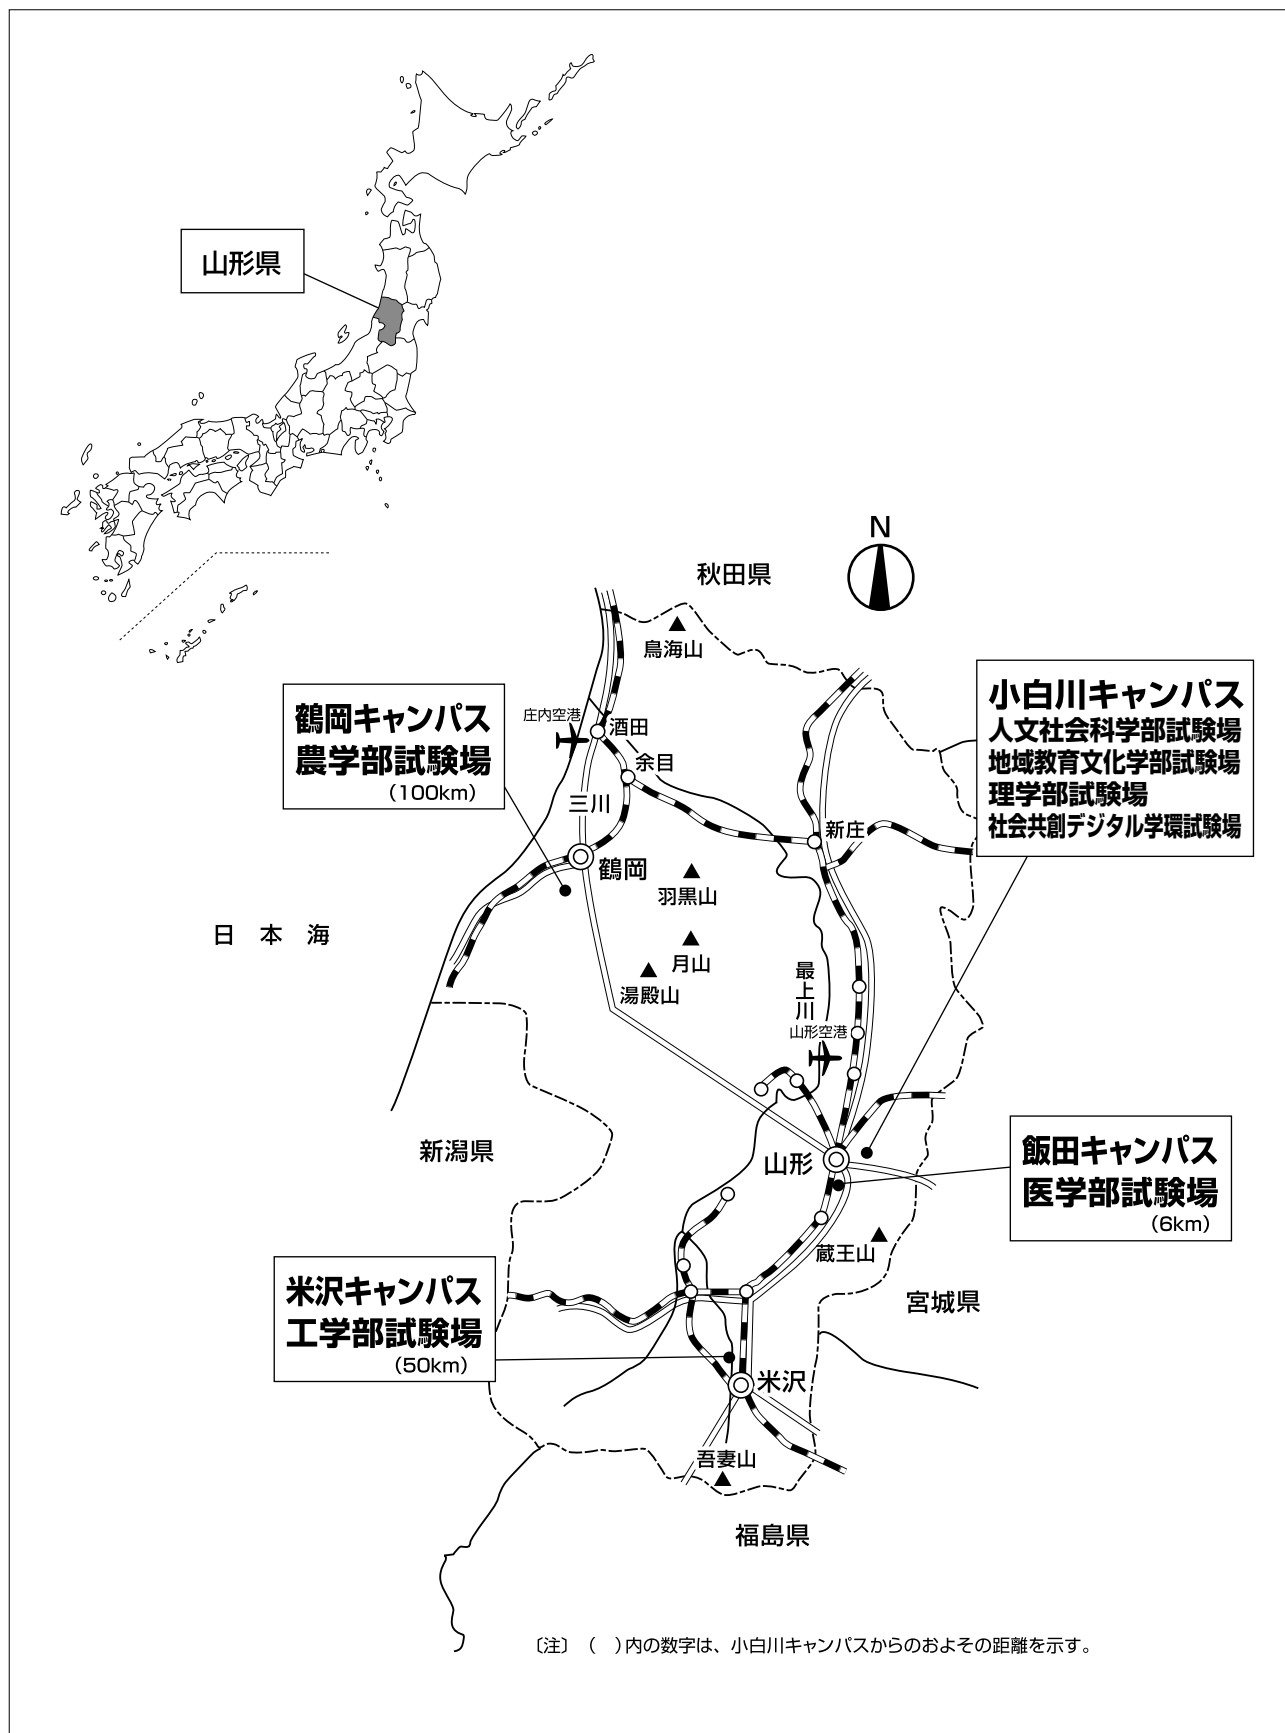 山形県
N
秋田県
鳥海山
小白川キャンパス
人文社会科学部試験場
地域教育文化学部試験場
理学部試験場
社会共創デジタル学環試験場
鶴岡キャンパス
農学部試験場
(100km)
庄内空港
酒田
余目
三川
新庄
鶴岡
羽黒山
日本海
月山
湯殿山
最上川
山形空港
新潟県
山形
飯田キャンパス
医学部試験場
(6km)
蔵王山
米沢キャンパス
工学部試験場
(50km)
宮城県
米沢
吾妻山
福島県
〔注〕 (　)内の数字は、小白川キャンパスからのおよその距離を示す。